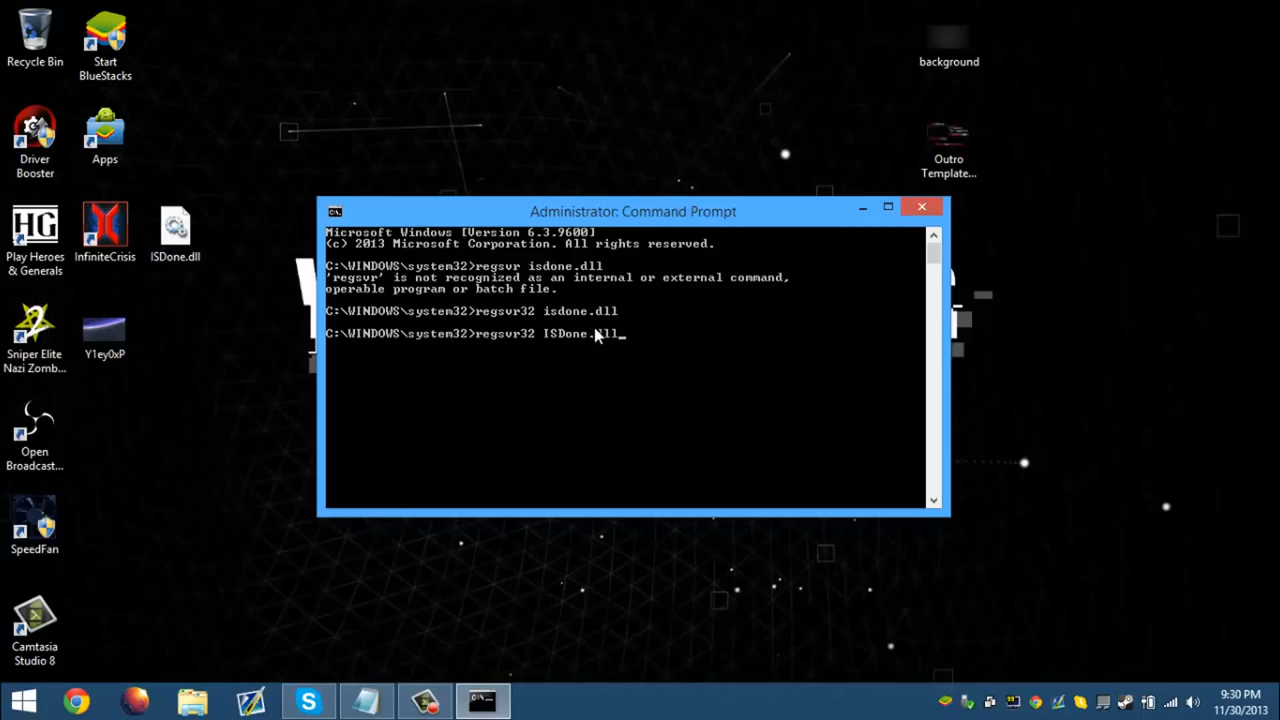 Recycle Bin
Start
BlueStacks
background
Driver
Booster
Apps
Outro
Template...
HG
Play Heroes
& Generals
InfiniteCrisis
ISDone.dll
Sniper Elite
Nazi Zomb...
Y1ey0xP
Open
Broadcast...
SpeedFan
Camtasia
Studio 8
Administrator: Command Prompt
Microsoft Windows [Version 6.3.9600]
(c) 2013 Microsoft Corporation. All rights reserved.
C:\WINDOWS\system32>regsvr isdone.dll
'regsvr' is not recognized as an internal or external command,
operable program or batch file.
C:\WINDOWS\system32>regsvr32 isdone.dll
C:\WINDOWS\system32>regsvr32 ISDone.dll_
9:30 PM
11/30/2013